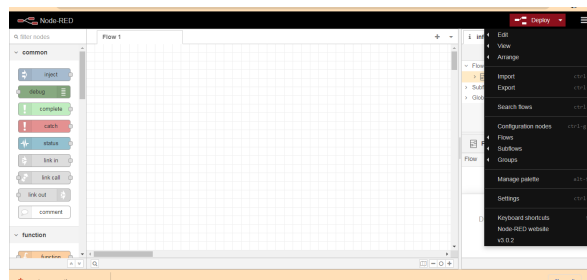 Node-RED
Deploy
filter nodes
Flow 1
common
inject
debug
complete
catch
status
link in
link call
link out
comment
function
function
Flow
Edit
View
Arrange
Import
Export
Search flows
Configuration nodes
Flows
Subflows
Groups
Manage palette
Settings
Keyboard shortcuts
Node-RED website
v3.0.2